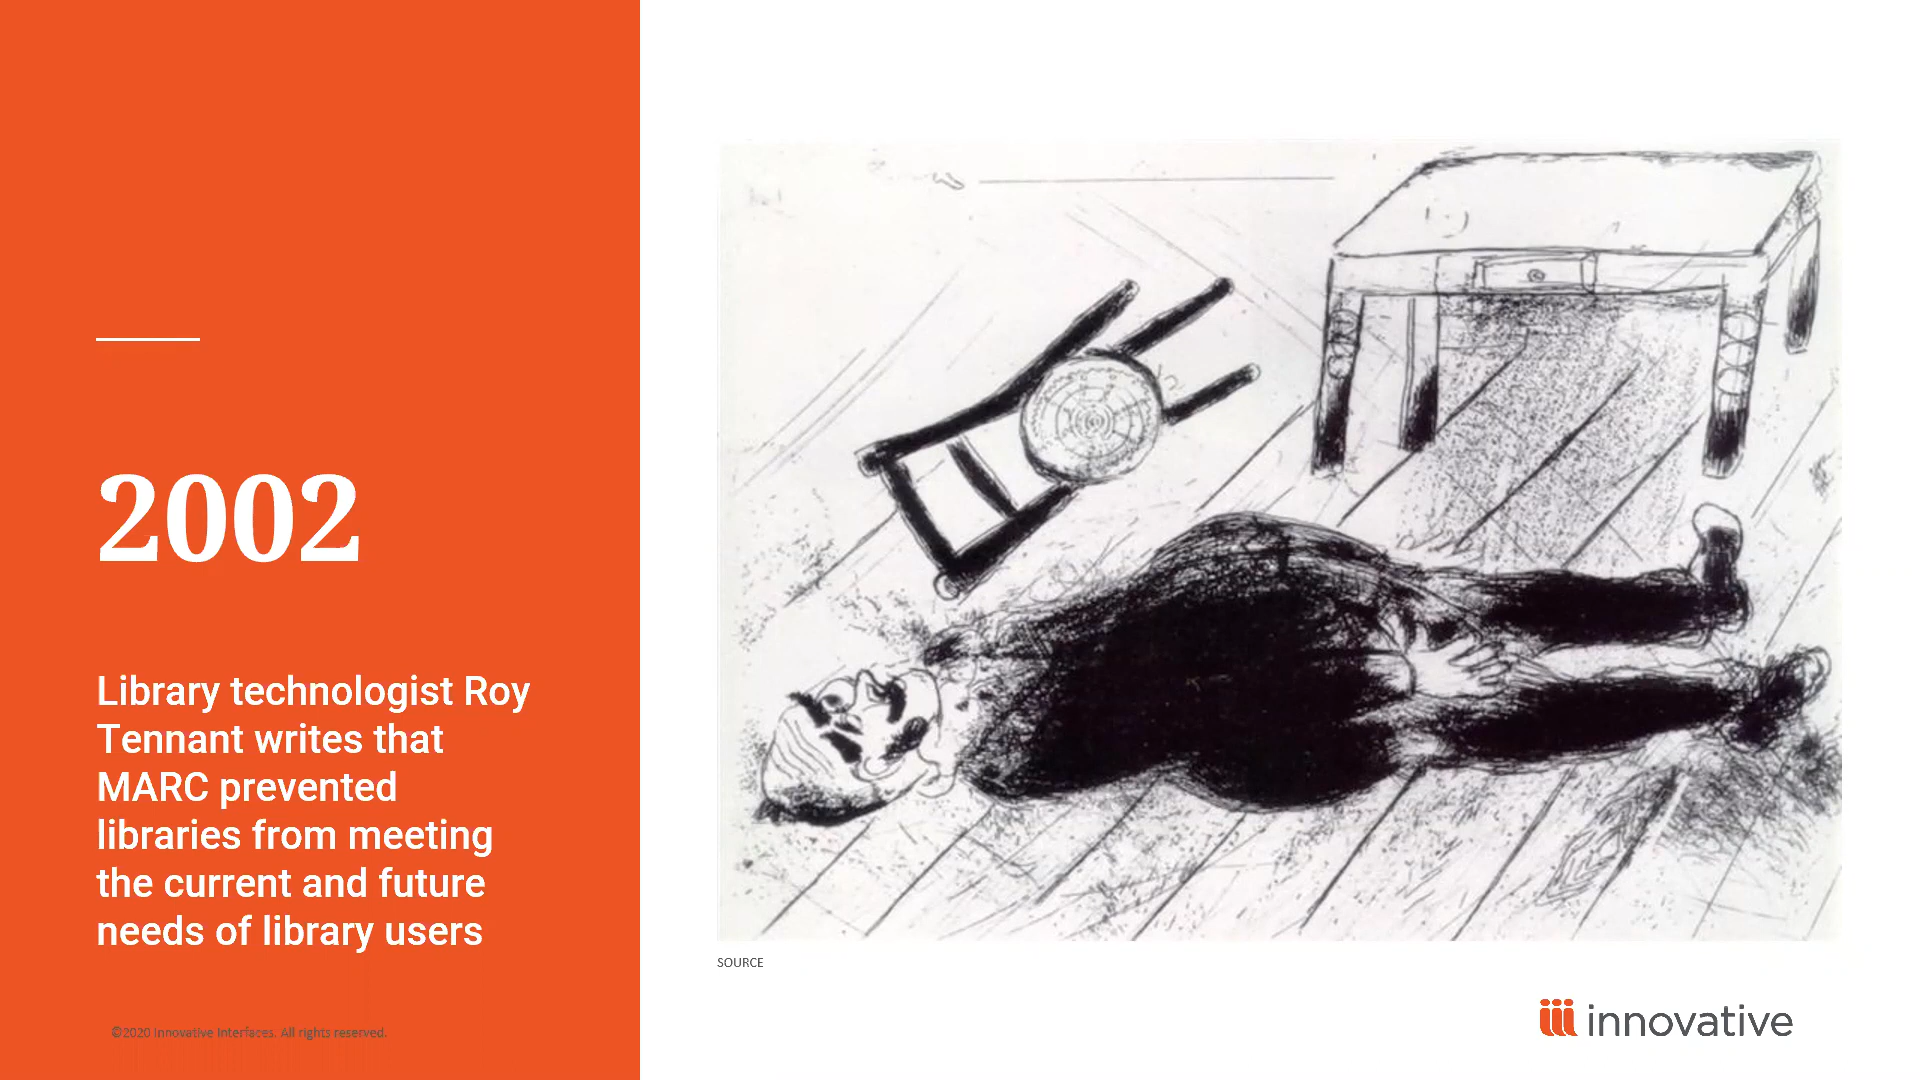 2002
Library technologist Roy
Tennant writes that
MARC prevented
libraries from meeting
the current and future
needs of library users
©2020 Innovative Interfaces. All rights reserved.
SOURCE
innovative